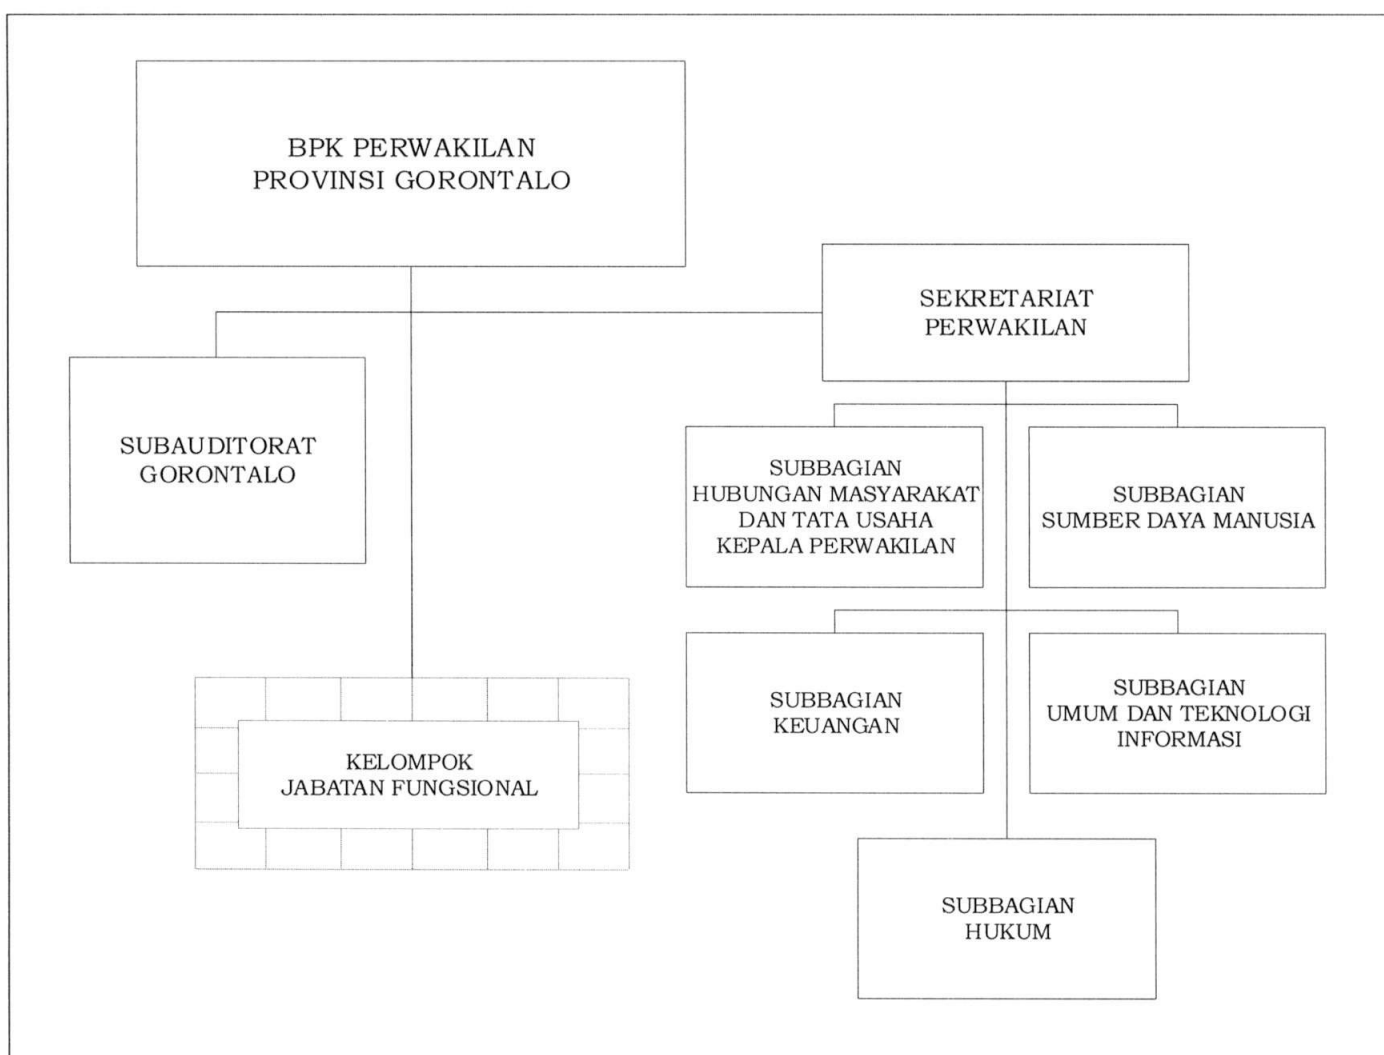 BPK PERWAKILAN
PROVINSI GORONTALO
SEKRETARIAT
PERWAKILAN
SUBAUDITORAT
GORONTALO
SUBBAGIAN
HUBUNGAN MASYARAKAT
DAN TATA USAHA
KEPALA PERWAKILAN
SUBBAGIAN
SUMBER DAYA MANUSIA
SUBBAGIAN
KEUANGAN
SUBBAGIAN
UMUM DAN TEKNOLOGI
INFORMASI
KELOMPOK
JABATAN FUNGSIONAL
SUBBAGIAN
HUKUM